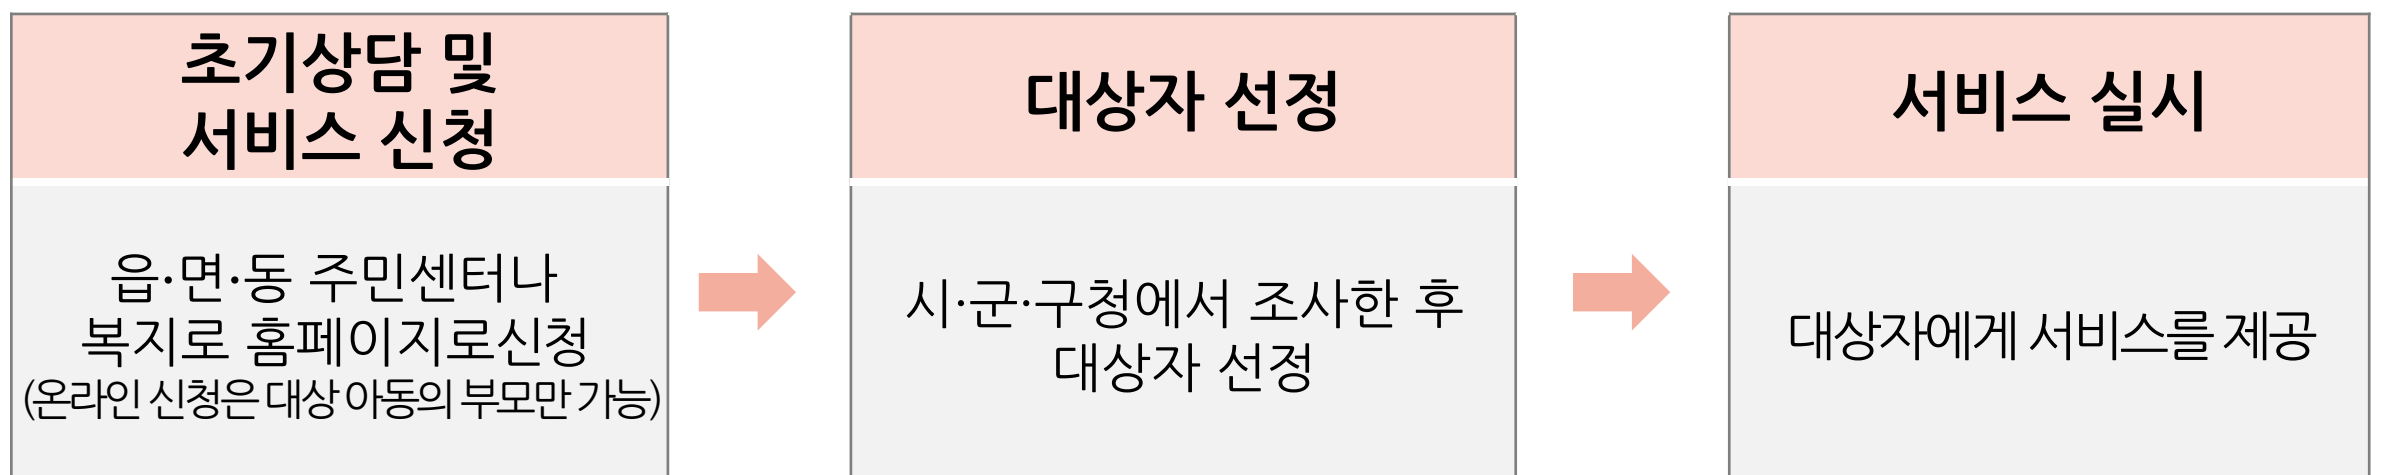 초기상담 및
서비스 신청
읍·면·동 주민센터나
복지로 홈페이지로신청
(온라인 신청은 대상 아동의 부모만 가능)
대상자 선정
시·군·구청에서 조사한 후
대상자 선정
서비스 실시
대상자에게 서비스를 제공